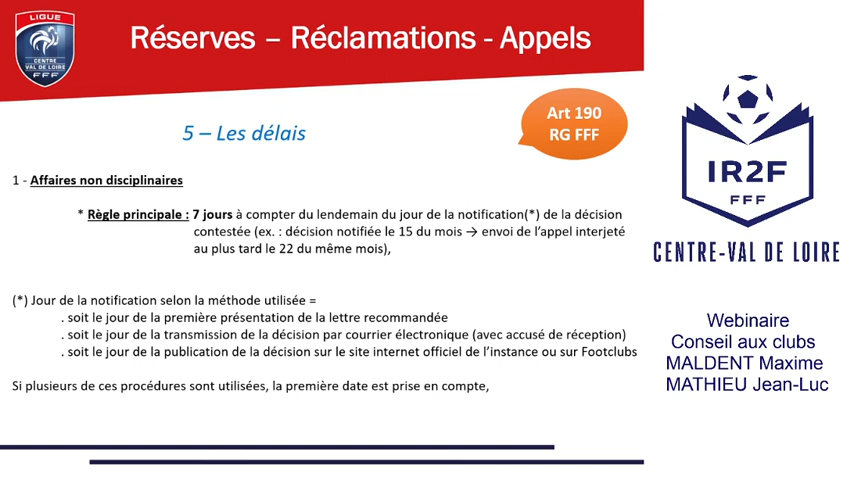 LIGUE
CENTRE
VAL DE LOIRE
FFF
Réserves – Réclamations - Appels
Art 190
RG FFF
5 – Les délais
1 - Affaires non disciplinaires
* Règle principale : 7 jours à compter du lendemain du jour de la notification(*) de la décision
contestée (ex. : décision notifiée le 15 du mois → envoi de l'appel interjeté
au plus tard le 22 du même mois),
(*) Jour de la notification selon la méthode utilisée =
. soit le jour de la première présentation de la lettre recommandée
. soit le jour de la transmission de la décision par courrier électronique (avec accusé de réception)
. soit le jour de la publication de la décision sur le site internet officiel de l'instance ou sur Footclubs
Si plusieurs de ces procédures sont utilisées, la première date est prise en compte,
IR2F
FFF
CENTRE-VAL DE LOIRE
Webinaire
Conseil aux clubs
MALDENT Maxime
MATHIEU Jean-Luc